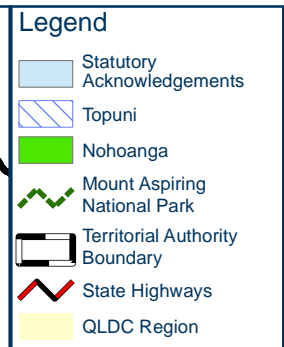 Legend
Statutory
Acknowledgements
Topuni
Nohoanga
Mount Aspiring
National Park
Territorial Authority
Boundary
State Highways
QLDC Region